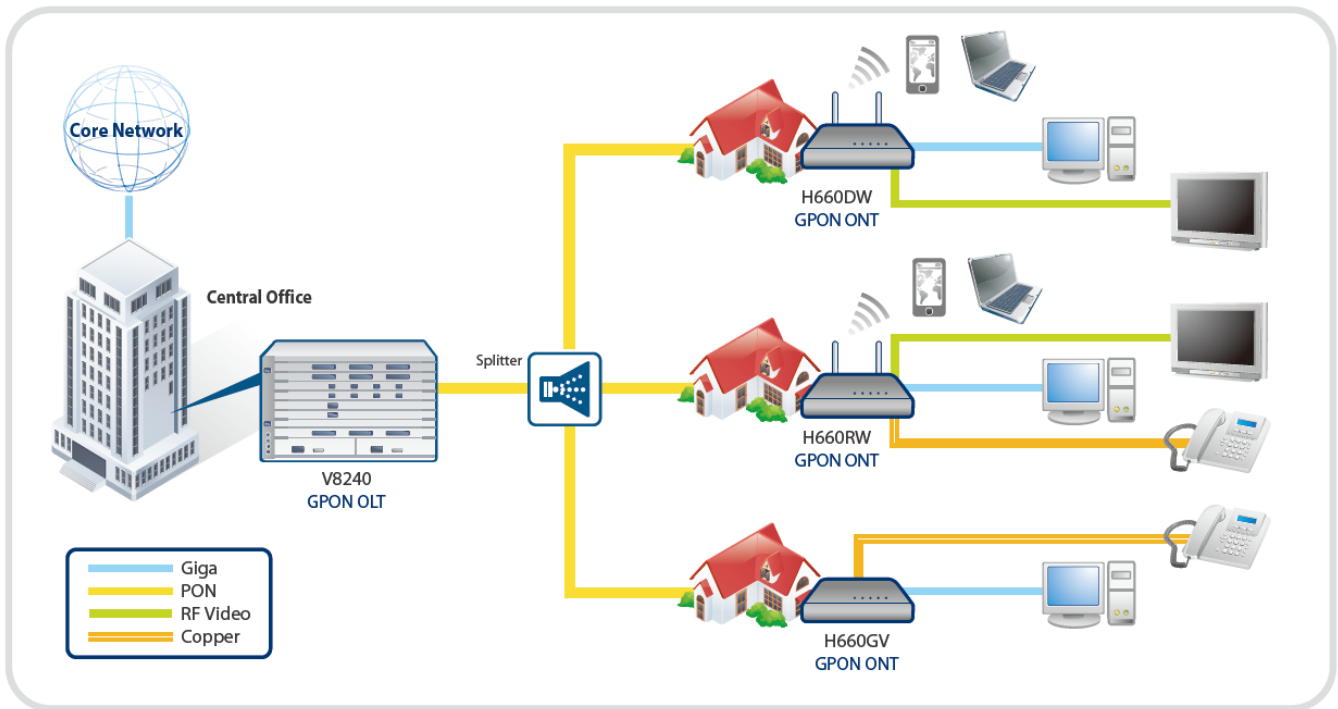 Core Network
Central Office
V8240
GPON OLT
Splitter
H660DW
GPON ONT
H660RW
GPON ONT
H660GV
GPON ONT
Giga
PON
RF Video
Copper